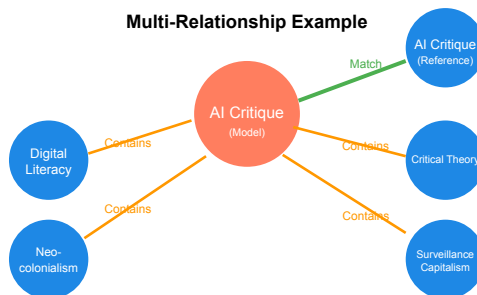 Multi-Relationship Example
AI Critique
(Reference)
Match
AI Critique
(Model)
Contains
Contains
Digital
Literacy
Critical Theory
Contains
Contains
Neo-
colonialism
Surveillance
Capitalism